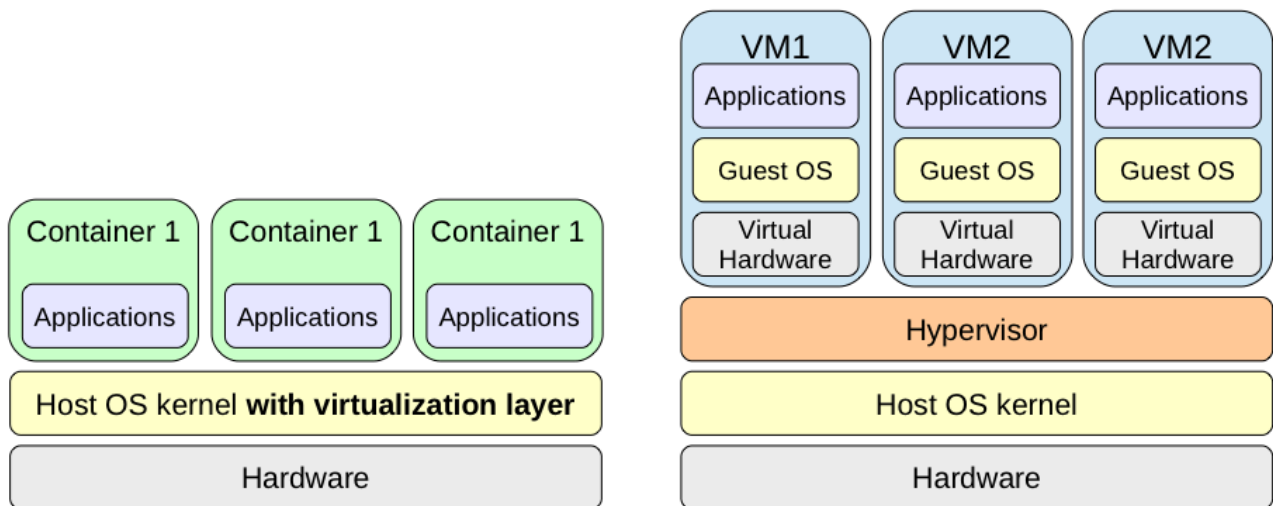 Container 1
Applications
Container 1
Applications
Container 1
Applications
Host OS kernel with virtualization layer
Hardware
VM1
Applications
Guest OS
Virtual
Hardware
VM2
Applications
Guest OS
Virtual
Hardware
VM2
Applications
Guest OS
Virtual
Hardware
Hypervisor
Host OS kernel
Hardware